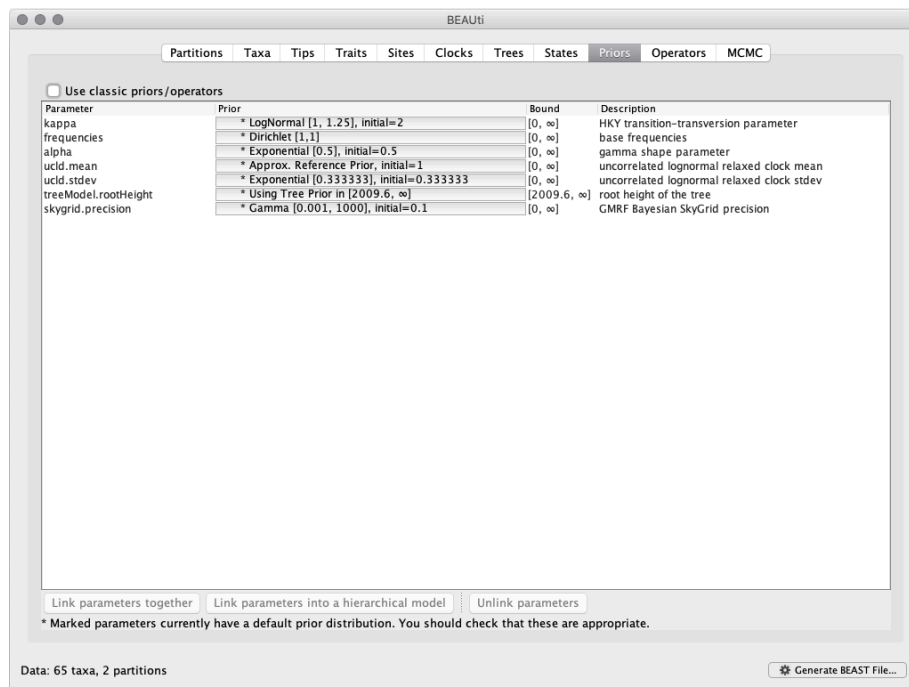 BEAUti
Partitions Taxa Tips Traits Sites Clocks Trees States Priors Operators MCMC
Use classic priors/operators
Parameter Prior Bound Description
kappa * LogNormal [1, 1.25], initial=2 [0, ∞] HKY transition-transversion parameter
frequencies * Dirichlet [1,1] [0, ∞] base frequencies
alpha * Exponential [0.5], initial=0.5 [0, ∞] gamma shape parameter
ucld.mean * Approx. Reference Prior, initial=1 [0, ∞] uncorrelated lognormal relaxed clock mean
ucld.stdev * Exponential [0.333333], initial=0.333333 [0, ∞] uncorrelated lognormal relaxed clock stdev
treeModel.rootHeight * Using Tree Prior in [2009.6, ∞] [2009.6, ∞] root height of the tree
skygrid.precision * Gamma [0.001, 1000], initial=0.1 [0, ∞] GMRF Bayesian SkyGrid precision
Link parameters together Link parameters into a hierarchical model Unlink parameters
* Marked parameters currently have a default prior distribution. You should check that these are appropriate.
Data: 65 taxa, 2 partitions Generate BEAST File...